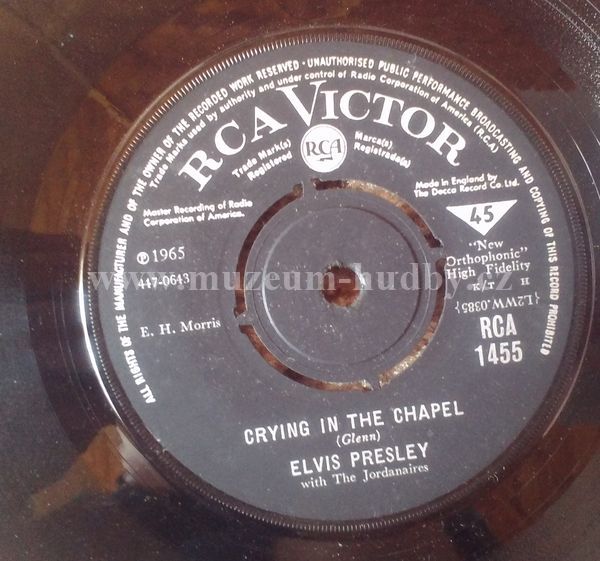 ALL RIGHTS OF THE MANUFACTURER AND OF THE OWNER OF THE RECORDED WORK RESERVED · UNAUTHORISED PUBLIC PERFORMANCE, BROADCASTING AND COPYING OF THIS RECORD PROHIBITED
Trade Marks used by authority and under control of Radio Corporation of America (R.C.A.)
RCA VICTOR
Trade Mark(s)
Registered
RCA
Marca(s)
Registrada(s)
Master Recording of Radio
Corporation of America.
Made in England by
The Decca Record Co. Ltd.
45
℗ 1965
447-0643
E. H. Morris
"New
Orthophonic"
High Fidelity
{L2WW.0385}
RCA
1455
www.muzeum-hudby.cz
CRYING IN THE CHAPEL
(Glenn)
ELVIS PRESLEY
with The Jordanaires